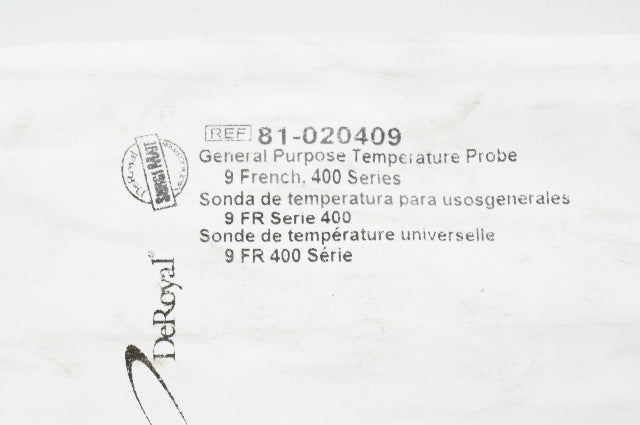 REF 81-020409
General Purpose Temperature Probe
9 French, 400 Series
Sonda de temperatura para usosgenerales
9 FR Serie 400
Sonde de température universelle
9 FR 400 Série
DeRoyal
DeRoyal®